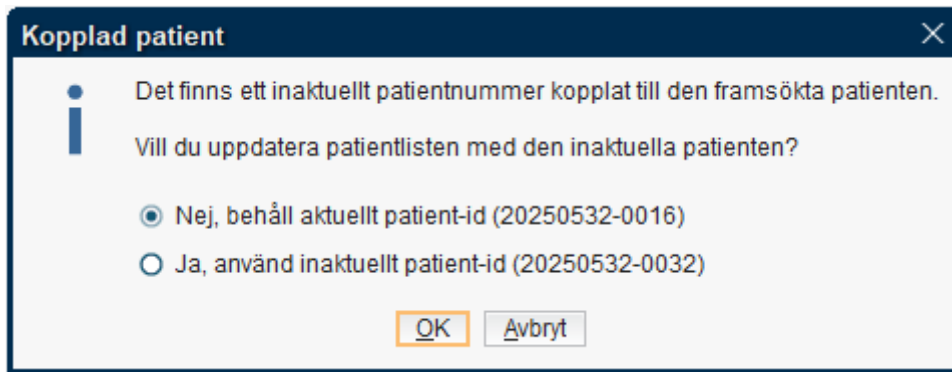 Kopplad patient
Det finns ett inaktuellt patientnummer kopplat till den framsökta patienten.
Vill du uppdatera patientlisten med den inaktuella patienten?
Nej, behåll aktuellt patient-id (20250532-0016)
Ja, använd inaktuellt patient-id (20250532-0032)
OK Avbryt